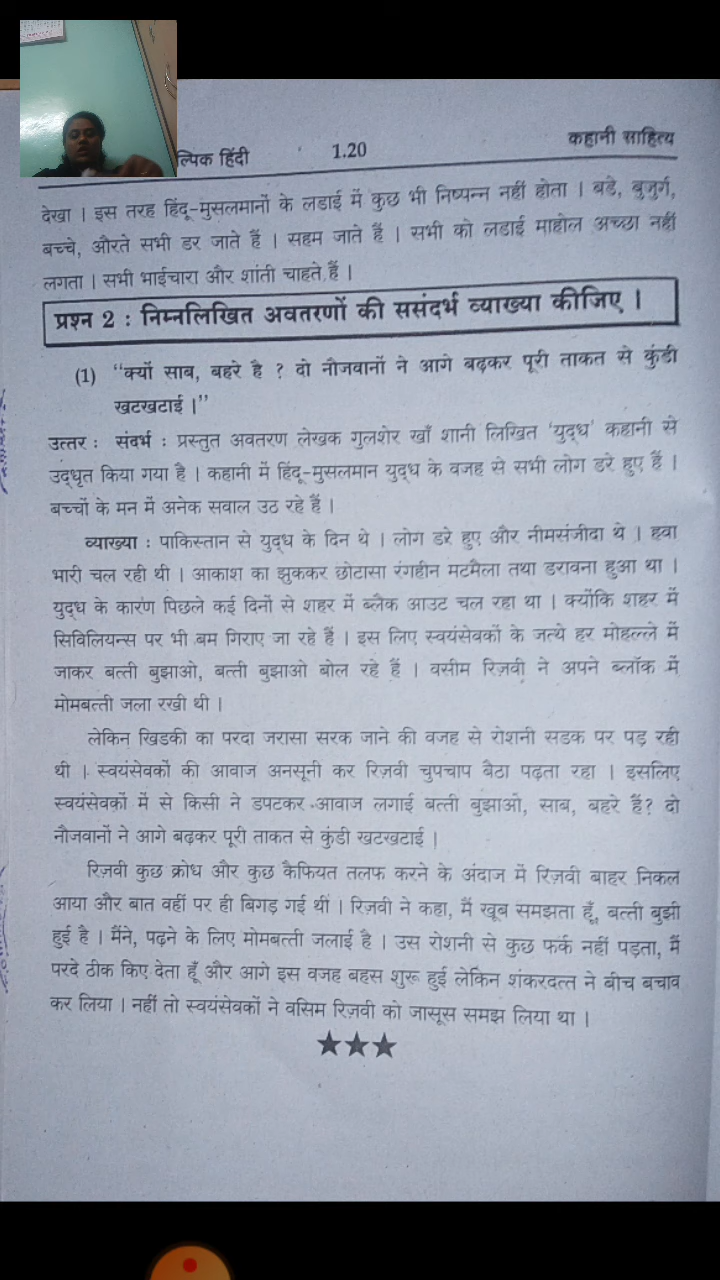 ल्पिक हिंदी 1.20 कहानी साहित्य
देखा । इस तरह हिंदू-मुसलमानों के लडाई में कुछ भी निष्पन्न नहीं होता । बडे, बुजुर्ग,
बच्चे, औरते सभी डर जाते हैं । सहम जाते हैं । सभी को लडाई माहोल अच्छा नहीं
लगता । सभी भाईचारा और शांती चाहते हैं ।
प्रश्न 2 : निम्नलिखित अवतरणों की ससंदर्भ व्याख्या कीजिए ।
(1) “क्यों साब, बहरे है ? दो नौजवानों ने आगे बढ़कर पूरी ताकत से कुंडी
खटखटाई ।”
उत्तर : संदर्भ : प्रस्तुत अवतरण लेखक गुलशेर खाँ शानी लिखित ‘युद्ध’ कहानी से
उद्धृत किया गया है । कहानी में हिंदू-मुसलमान युद्ध के वजह से सभी लोग डरे हुए हैं ।
बच्चों के मन में अनेक सवाल उठ रहे हैं ।
व्याख्या : पाकिस्तान से युद्ध के दिन थे । लोग डरे हुए और नीमसंजीदा थे । हवा
भारी चल रही थी । आकाश का झुककर छोटासा रंगहीन मटमैला तथा डरावना हुआ था ।
युद्ध के कारण पिछले कई दिनों से शहर में ब्लैक आउट चल रहा था । क्योंकि शहर में
सिविलियन्स पर भी बम गिराए जा रहे हैं । इस लिए स्वयंसेवकों के जत्थे हर मोहल्ले में
जाकर बत्ती बुझाओ, बत्ती बुझाओ बोल रहे हैं । वसीम रिज़वी ने अपने ब्लॉक में
मोमबत्ती जला रखी थी ।
लेकिन खिडकी का परदा जरासा सरक जाने की वजह से रोशनी सडक पर पड़ रही
थी । स्वयंसेवकों की आवाज अनसूनी कर रिज़वी चुपचाप बैठा पढ़ता रहा । इसलिए
स्वयंसेवकों में से किसी ने डपटकर आवाज लगाई बत्ती बुझाओ, साब, बहरे हैं? दो
नौजवानों ने आगे बढ़कर पूरी ताकत से कुंडी खटखटाई ।
रिज़वी कुछ क्रोध और कुछ कैफियत तलफ करने के अंदाज में रिज़वी बाहर निकल
आया और बात वहीं पर ही बिगड़ गई थी । रिज़वी ने कहा, मैं खूब समझता हूँ, बत्ती बुझी
हुई है । मैंने, पढ़ने के लिए मोमबत्ती जलाई है । उस रोशनी से कुछ फर्क नहीं पड़ता, मैं
परदे ठीक किए देता हूँ और आगे इस वजह बहस शुरू हुई लेकिन शंकरदत्त ने बीच बचाव
कर लिया । नहीं तो स्वयंसेवकों ने वसिम रिज़वी को जासूस समझ लिया था ।